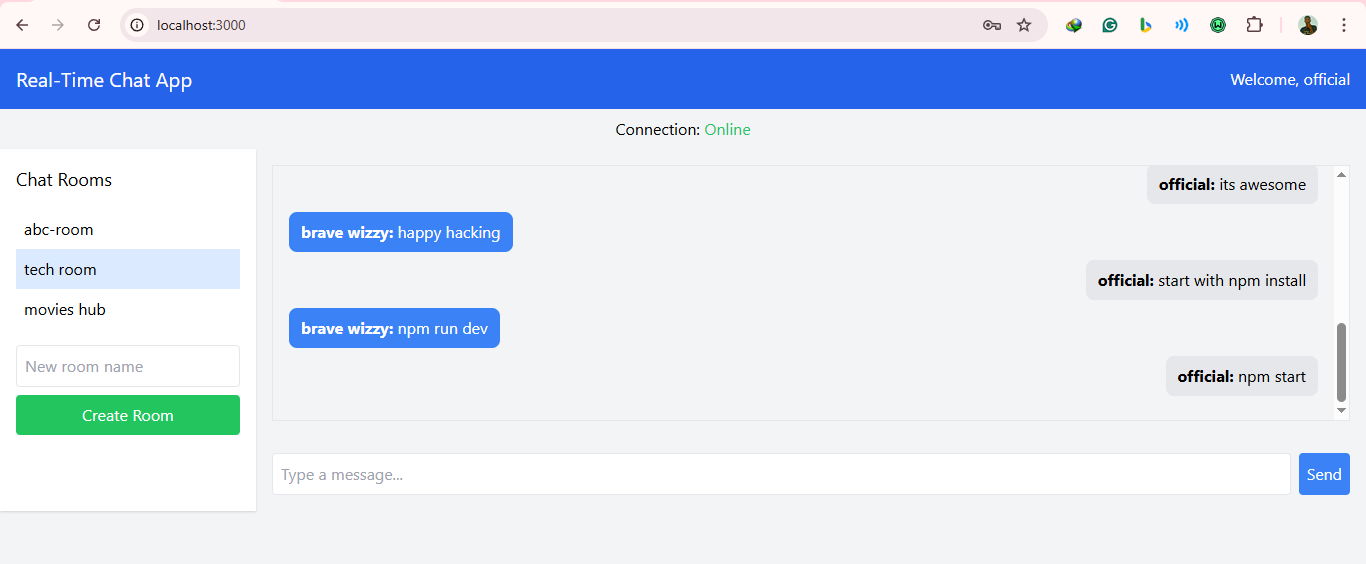 localhost:3000
Real-Time Chat App
Welcome, official
Connection: Online
Chat Rooms
abc-room
tech room
movies hub
New room name
Create Room
official: its awesome
brave wizzy: happy hacking
official: start with npm install
brave wizzy: npm run dev
official: npm start
Type a message...
Send